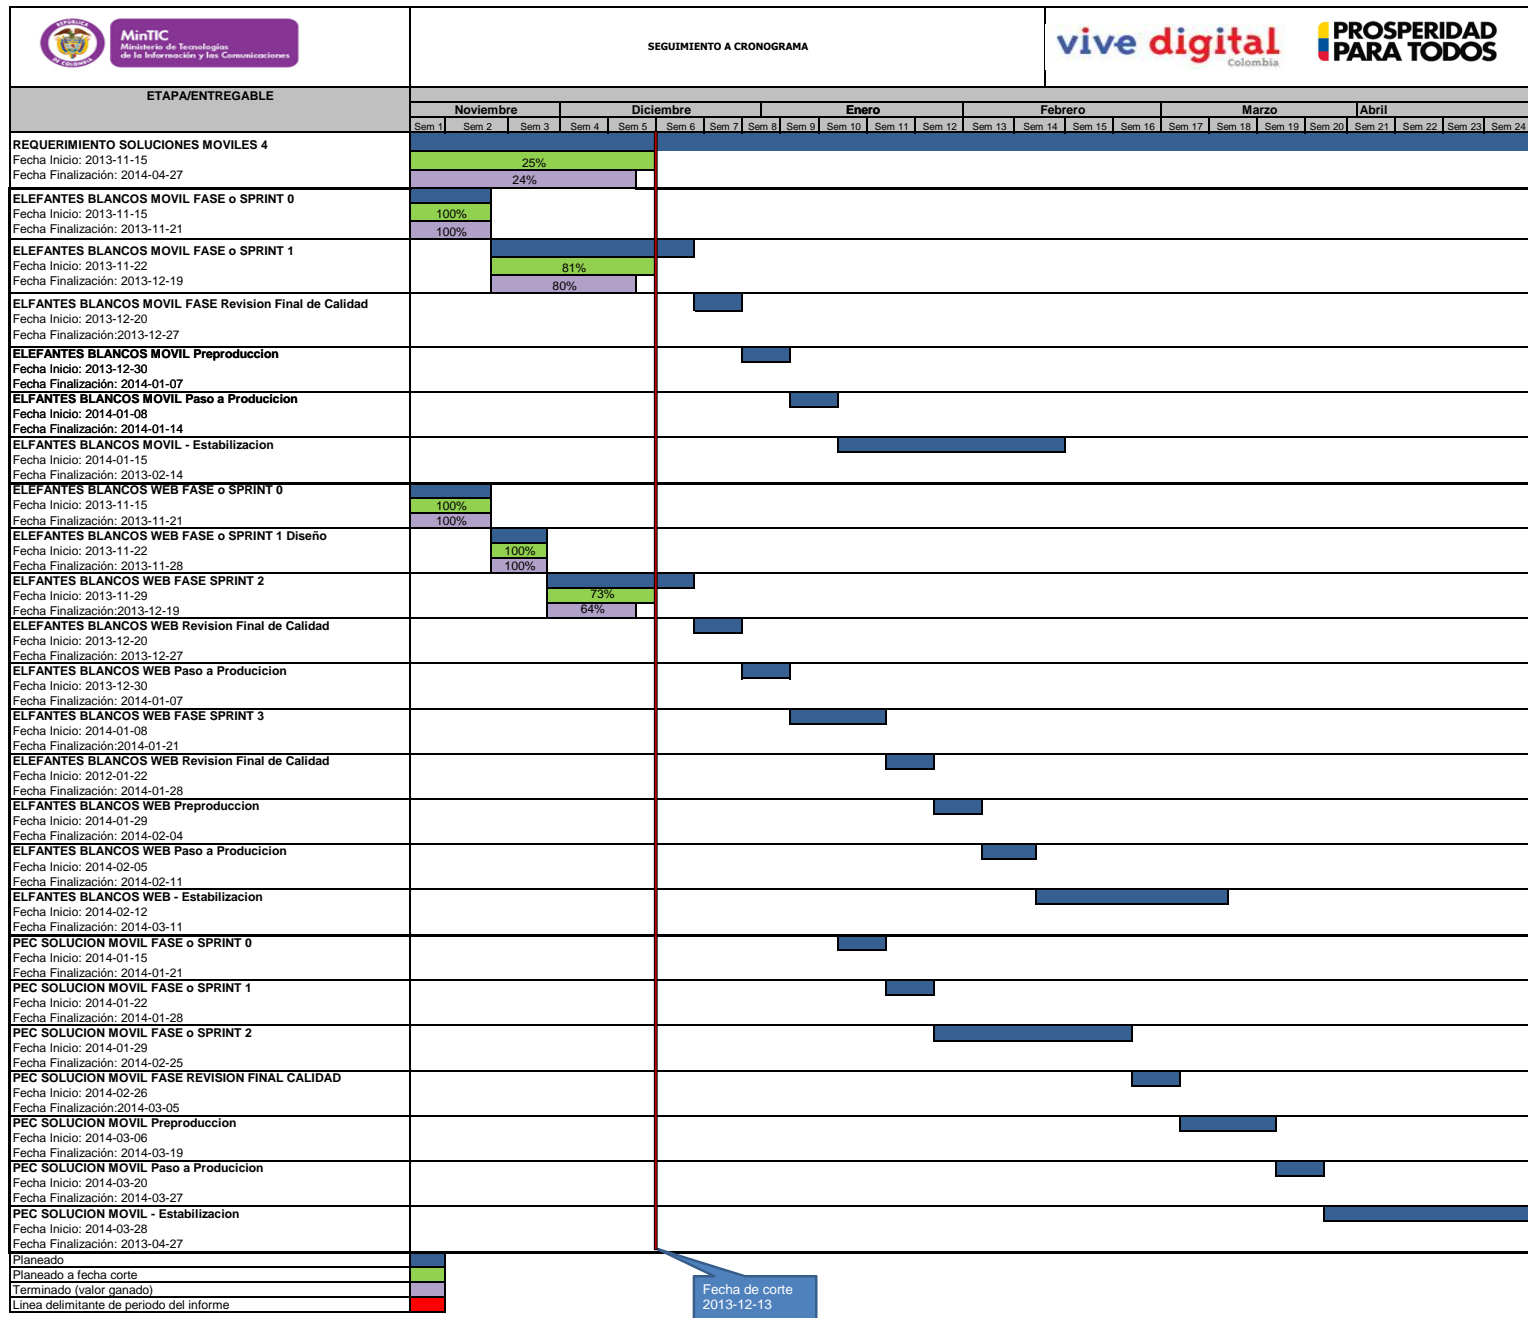 REPÚBLICA
DE COLOMBIA
MinTIC
Ministerio de Tecnologías
de la Información y las Comunicaciones
SEGUIMIENTO A CRONOGRAMA
vive digital
Colombia
PROSPERIDAD
PARA TODOS
ETAPA/ENTREGABLE
Noviembre Diciembre Enero Febrero Marzo Abril
Sem 1 Sem 2 Sem 3 Sem 4 Sem 5 Sem 6 Sem 7 Sem 8 Sem 9 Sem 10 Sem 11 Sem 12 Sem 13 Sem 14 Sem 15 Sem 16 Sem 17 Sem 18 Sem 19 Sem 20 Sem 21 Sem 22 Sem 23 Sem 24
REQUERIMIENTO SOLUCIONES MOVILES 4
Fecha Inicio: 2013-11-15
25%
Fecha Finalización: 2014-04-27
24%
ELEFANTES BLANCOS MOVIL FASE o SPRINT 0
Fecha Inicio: 2013-11-15
100%
Fecha Finalización: 2013-11-21
100%
ELEFANTES BLANCOS MOVIL FASE o SPRINT 1
Fecha Inicio: 2013-11-22
81%
Fecha Finalización: 2013-12-19
80%
ELFANTES BLANCOS MOVIL FASE Revision Final de Calidad
Fecha Inicio: 2013-12-20
Fecha Finalización:2013-12-27
ELEFANTES BLANCOS MOVIL Preproduccion
Fecha Inicio: 2013-12-30
Fecha Finalización: 2014-01-07
ELFANTES BLANCOS MOVIL Paso a Producicion
Fecha Inicio: 2014-01-08
Fecha Finalización: 2014-01-14
ELFANTES BLANCOS MOVIL - Estabilizacion
Fecha Inicio: 2014-01-15
Fecha Finalización: 2013-02-14
ELEFANTES BLANCOS WEB FASE o SPRINT 0
Fecha Inicio: 2013-11-15
100%
Fecha Finalización: 2013-11-21
100%
ELEFANTES BLANCOS WEB FASE o SPRINT 1 Diseño
Fecha Inicio: 2013-11-22
100%
Fecha Finalización: 2013-11-28
100%
ELFANTES BLANCOS WEB FASE SPRINT 2
Fecha Inicio: 2013-11-29
73%
Fecha Finalización:2013-12-19
64%
ELEFANTES BLANCOS WEB Revision Final de Calidad
Fecha Inicio: 2013-12-20
Fecha Finalización: 2013-12-27
ELFANTES BLANCOS WEB Paso a Producicion
Fecha Inicio: 2013-12-30
Fecha Finalización: 2014-01-07
ELFANTES BLANCOS WEB FASE SPRINT 3
Fecha Inicio: 2014-01-08
Fecha Finalización:2014-01-21
ELEFANTES BLANCOS WEB Revision Final de Calidad
Fecha Inicio: 2012-01-22
Fecha Finalización: 2014-01-28
ELFANTES BLANCOS WEB Preproduccion
Fecha Inicio: 2014-01-29
Fecha Finalización: 2014-02-04
ELFANTES BLANCOS WEB Paso a Producicion
Fecha Inicio: 2014-02-05
Fecha Finalización: 2014-02-11
ELFANTES BLANCOS WEB - Estabilizacion
Fecha Inicio: 2014-02-12
Fecha Finalización: 2014-03-11
PEC SOLUCION MOVIL FASE o SPRINT 0
Fecha Inicio: 2014-01-15
Fecha Finalización: 2014-01-21
PEC SOLUCION MOVIL FASE o SPRINT 1
Fecha Inicio: 2014-01-22
Fecha Finalización: 2014-01-28
PEC SOLUCION MOVIL FASE o SPRINT 2
Fecha Inicio: 2014-01-29
Fecha Finalización: 2014-02-25
PEC SOLUCION MOVIL FASE REVISION FINAL CALIDAD
Fecha Inicio: 2014-02-26
Fecha Finalización:2014-03-05
PEC SOLUCION MOVIL Preproduccion
Fecha Inicio: 2014-03-06
Fecha Finalización: 2014-03-19
PEC SOLUCION MOVIL Paso a Producicion
Fecha Inicio: 2014-03-20
Fecha Finalización: 2014-03-27
PEC SOLUCION MOVIL - Estabilizacion
Fecha Inicio: 2014-03-28
Fecha Finalización: 2013-04-27
Planeado
Planeado a fecha corte
Terminado (valor ganado)
Linea delimitante de periodo del informe
Fecha de corte
2013-12-13